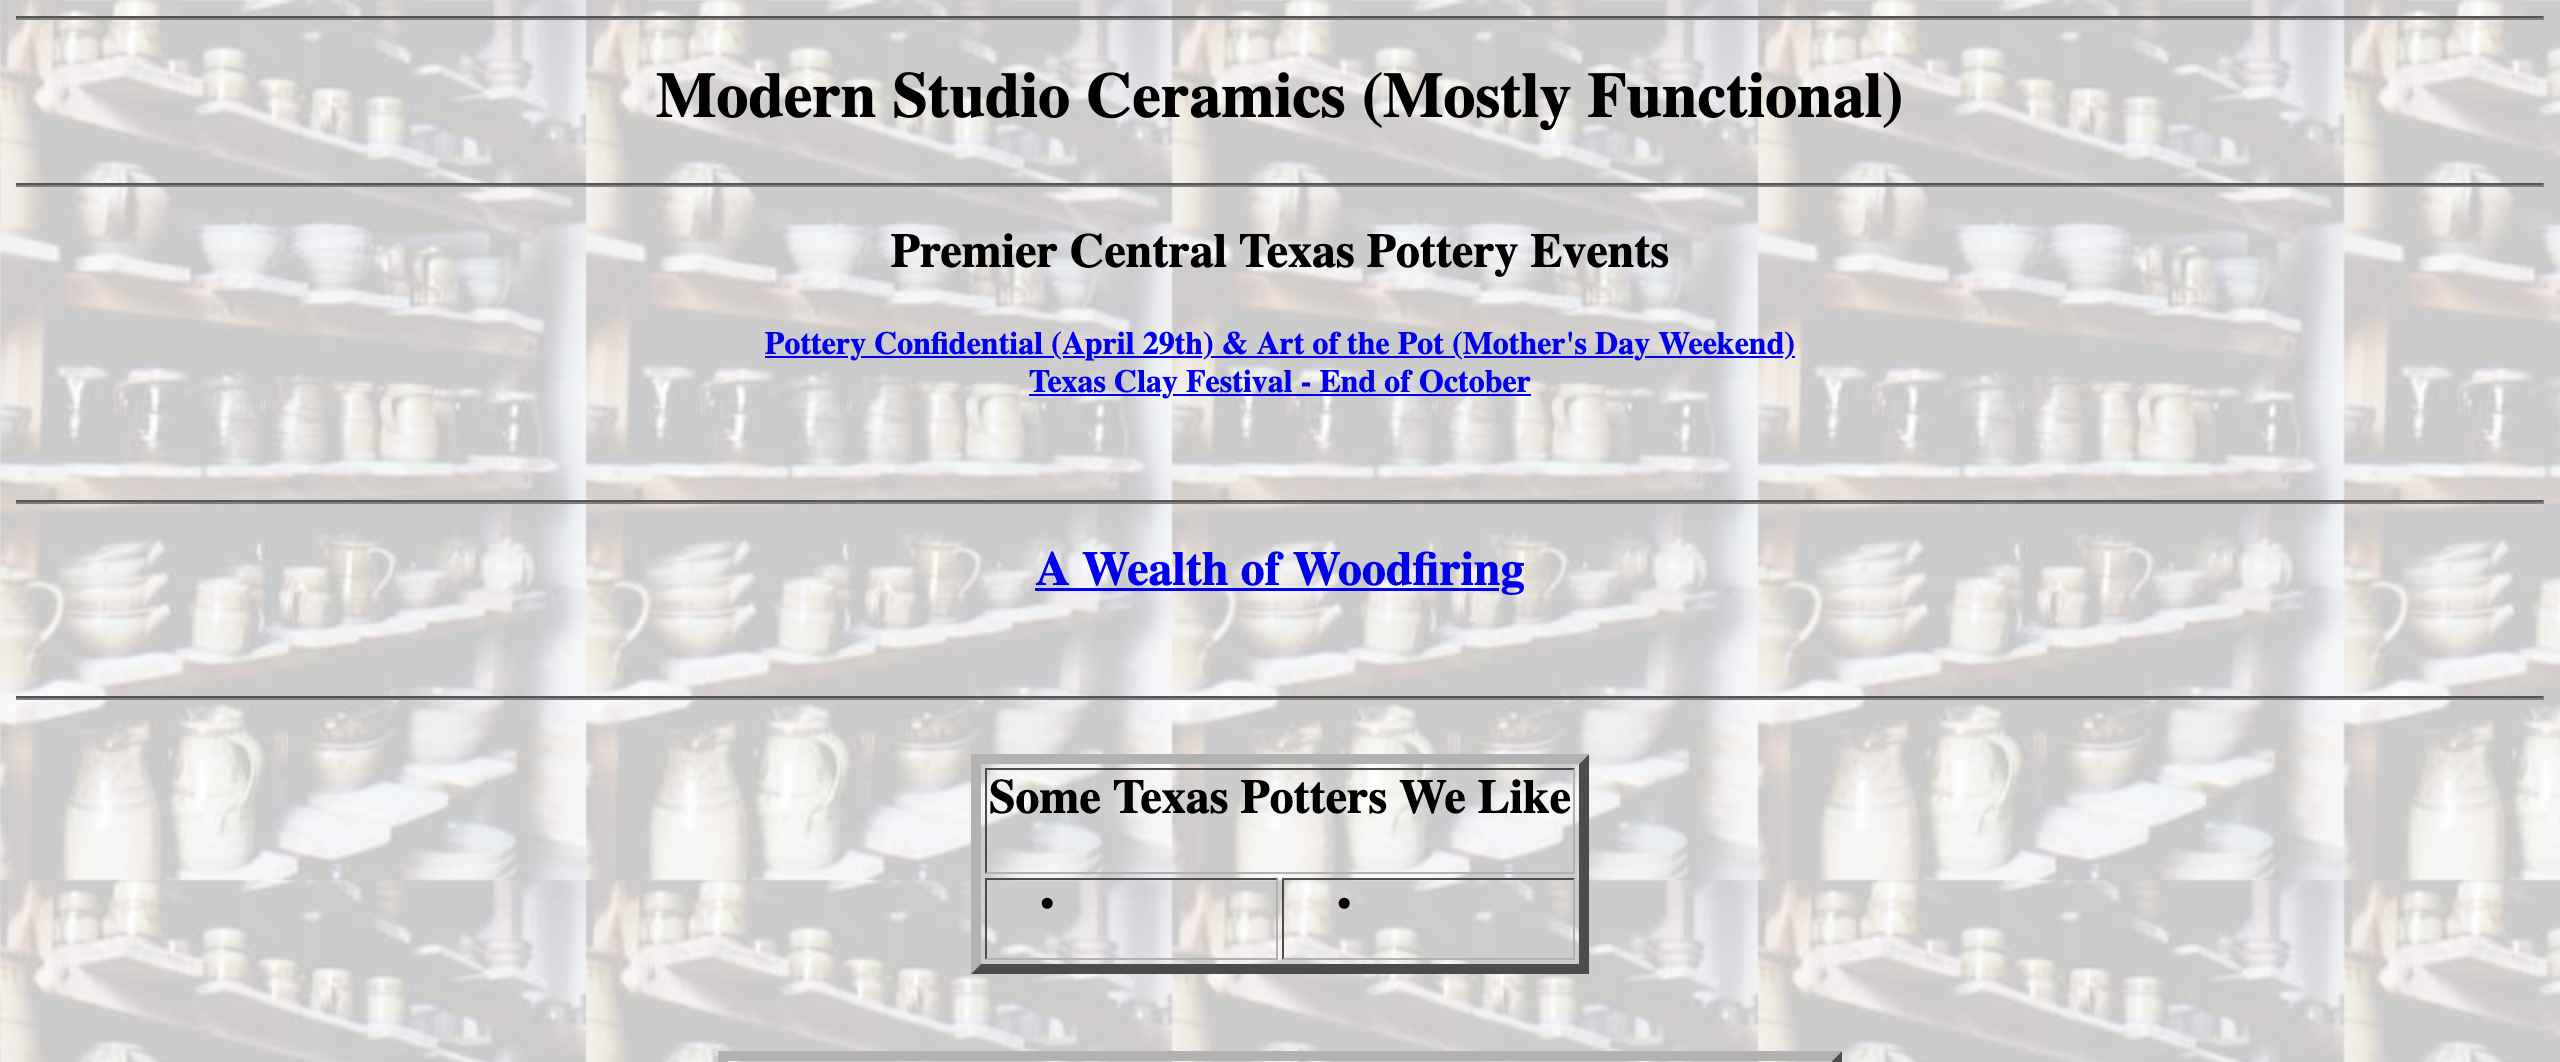 Modern Studio Ceramics (Mostly Functional)
Premier Central Texas Pottery Events
Pottery Confidential (April 29th) & Art of the Pot (Mother's Day Weekend)
Texas Clay Festival - End of October
A Wealth of Woodfiring
Some Texas Potters We Like